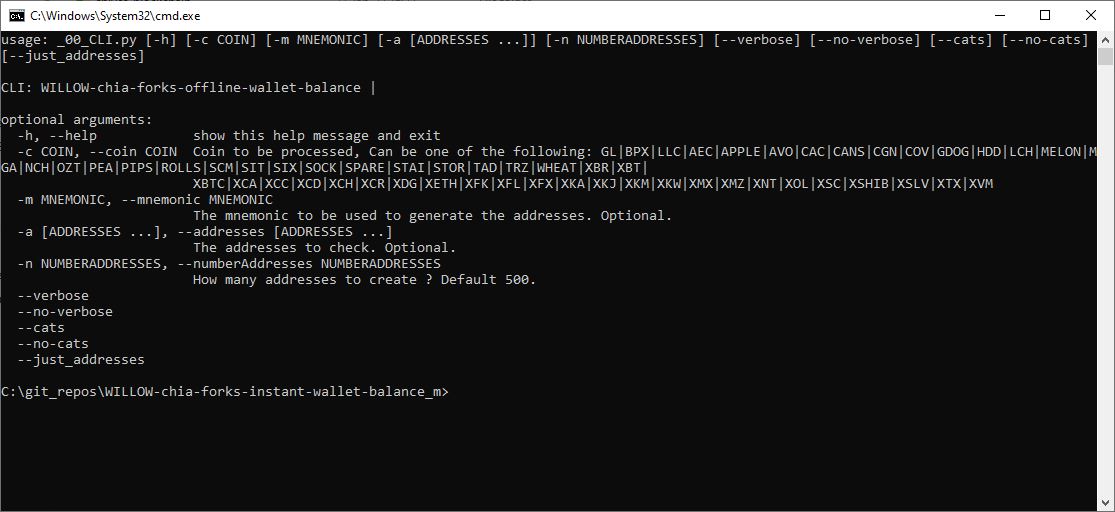 C:\Windows\System32\cmd.exe
usage: _00_CLI.py [-h] [-c COIN] [-m MNEMONIC] [-a [ADDRESSES ...]] [-n NUMBERADDRESSES] [--verbose] [--no-verbose] [--cats] [--no-cats]
[--just_addresses]
CLI: WILLOW-chia-forks-offline-wallet-balance |
optional arguments:
-h, --help show this help message and exit
-c COIN, --coin COIN Coin to be processed, Can be one of the following: GL|BPX|LLC|AEC|APPLE|AVO|CAC|CANS|CGN|COV|GDOG|HDD|LCH|MELON|M
GA|NCH|OZT|PEA|PIPS|ROLLS|SCM|SIT|SIX|SOCK|SPARE|STAI|STOR|TAD|TRZ|WHEAT|XBR|XBT|
XBTC|XCA|XCC|XCD|XCH|XCR|XDG|XETH|XFK|XFL|XFX|XKA|XKJ|XKM|XKW|XMX|XMZ|XNT|XOL|XSC|XSHIB|XSLV|XTX|XVM
-m MNEMONIC, --mnemonic MNEMONIC
The mnemonic to be used to generate the addresses. Optional.
-a [ADDRESSES ...], --addresses [ADDRESSES ...]
The addresses to check. Optional.
-n NUMBERADDRESSES, --numberAddresses NUMBERADDRESSES
How many addresses to create ? Default 500.
--verbose
--no-verbose
--cats
--no-cats
--just_addresses
C:\git_repos\WILLOW-chia-forks-instant-wallet-balance_m>